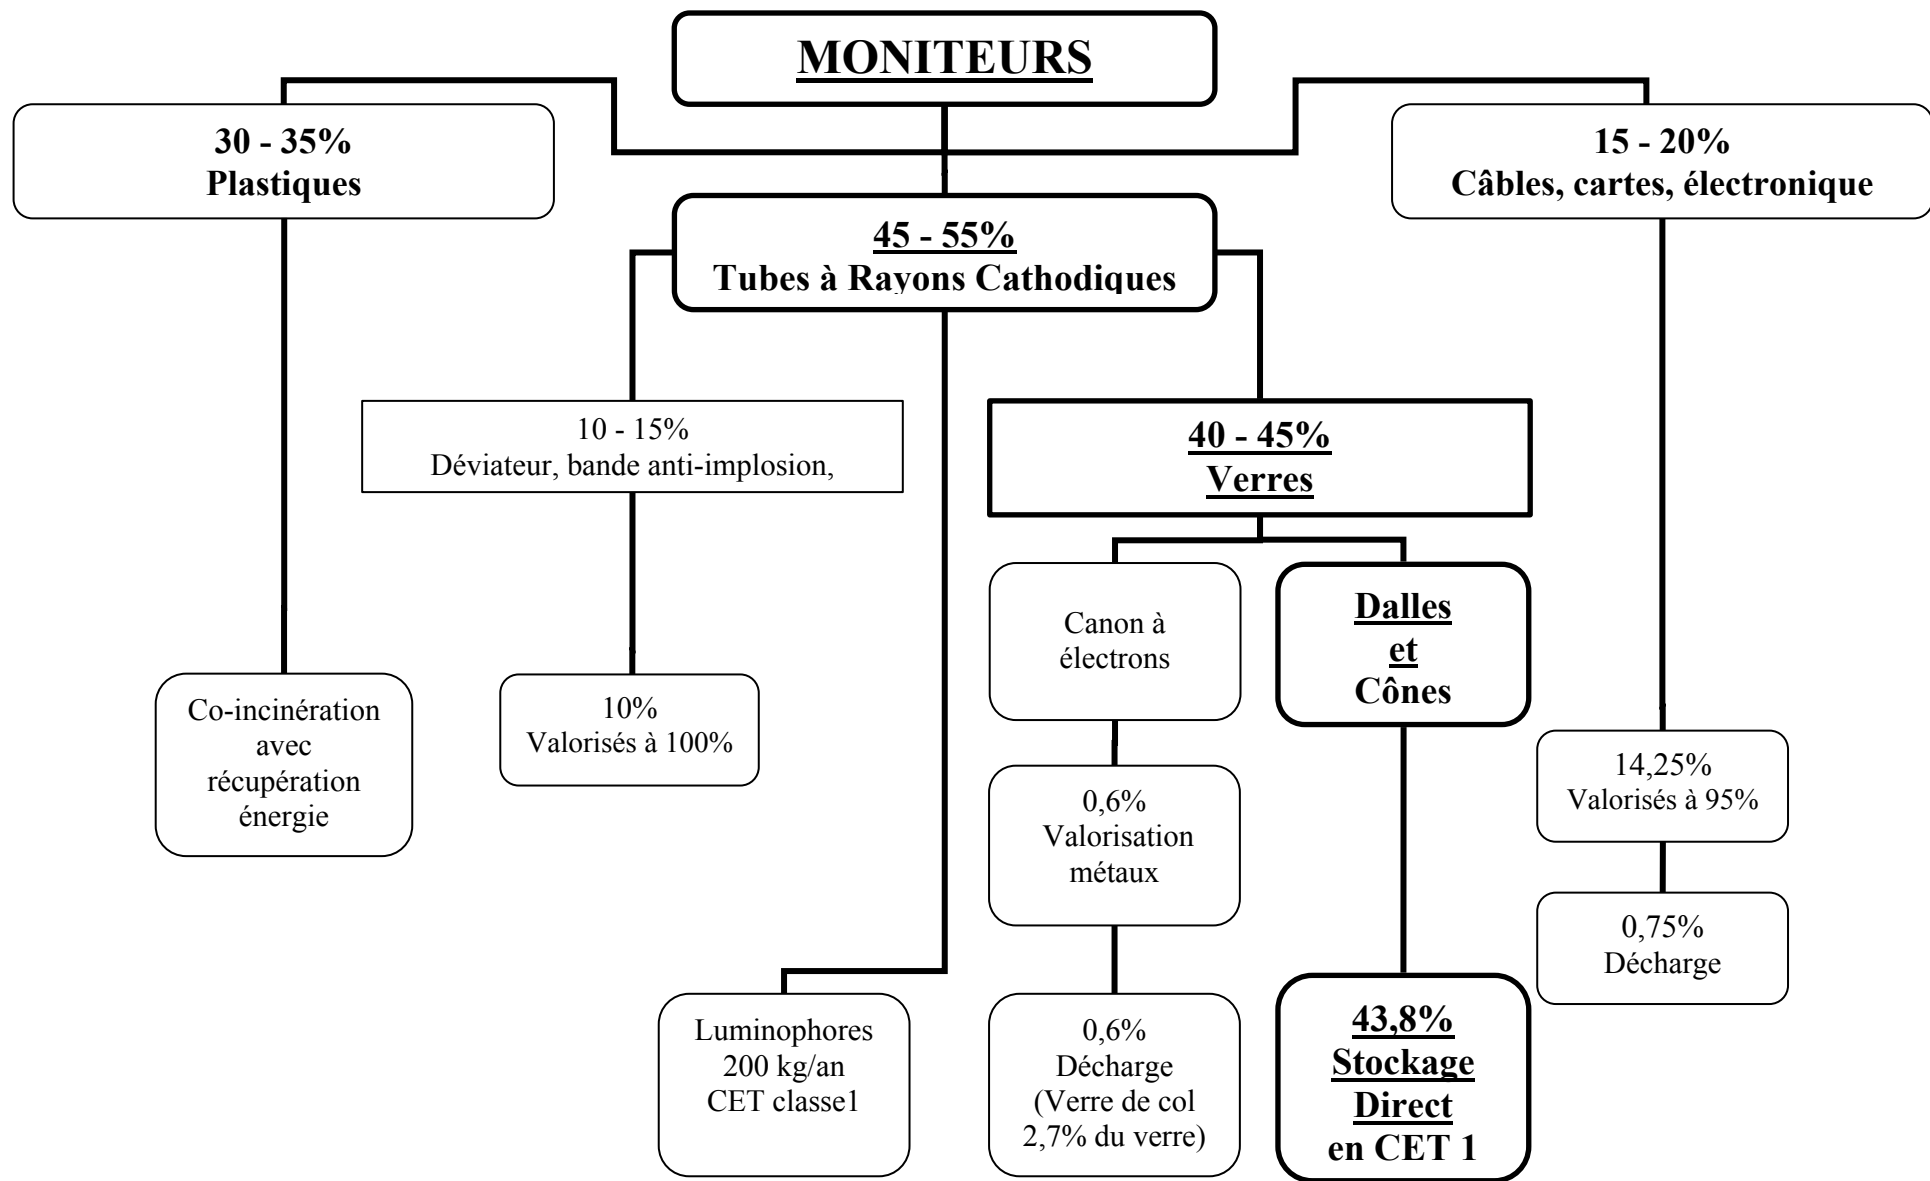 MONITEURS
30 - 35%
Plastiques
15 - 20%
Câbles, cartes, électronique
45 - 55%
Tubes à Rayons Cathodiques
10 - 15%
Déviateur, bande anti-implosion,
40 - 45%
Verres
Canon à
électrons
Dalles
et
Cônes
Co-incinération
avec
récupération
énergie
10%
Valorisés à 100%
14,25%
Valorisés à 95%
0,6%
Valorisation
métaux
0,75%
Décharge
Luminophores
200 kg/an
CET classe1
0,6%
Décharge
(Verre de col
2,7% du verre)
43,8%
Stockage
Direct
en CET 1